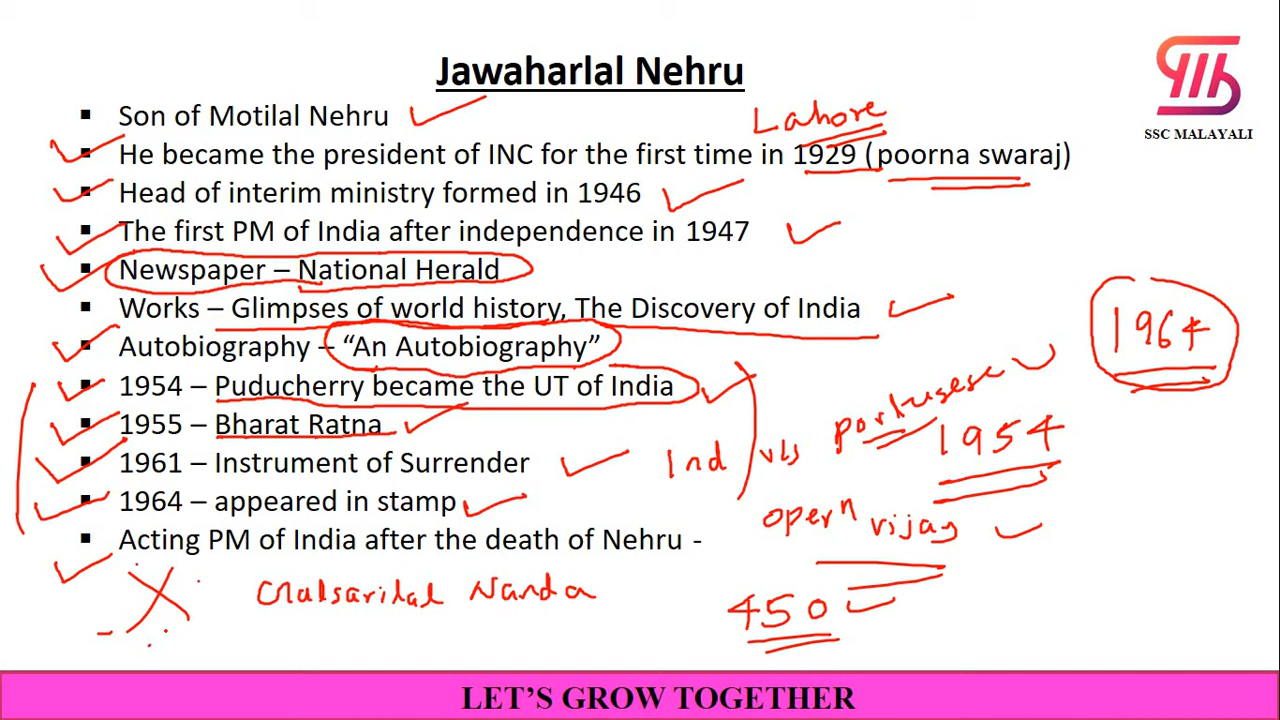 Jawaharlal Nehru
SSC MALAYALI
▪ Son of Motilal Nehru
Lahore
▪ He became the president of INC for the first time in 1929 (poorna swaraj)
▪ Head of interim ministry formed in 1946
▪ The first PM of India after independence in 1947
▪ Newspaper – National Herald
▪ Works – Glimpses of world history, The Discovery of India
1964
▪ Autobiography – “An Autobiography”
▪ 1954 – Puducherry became the UT of India
▪ 1955 – Bharat Ratna
▪ 1961 – Instrument of Surrender
Ind v/s portugese
1954
▪ 1964 – appeared in stamp
opern vijay
▪ Acting PM of India after the death of Nehru -
Nanda
450
LET’S GROW TOGETHER